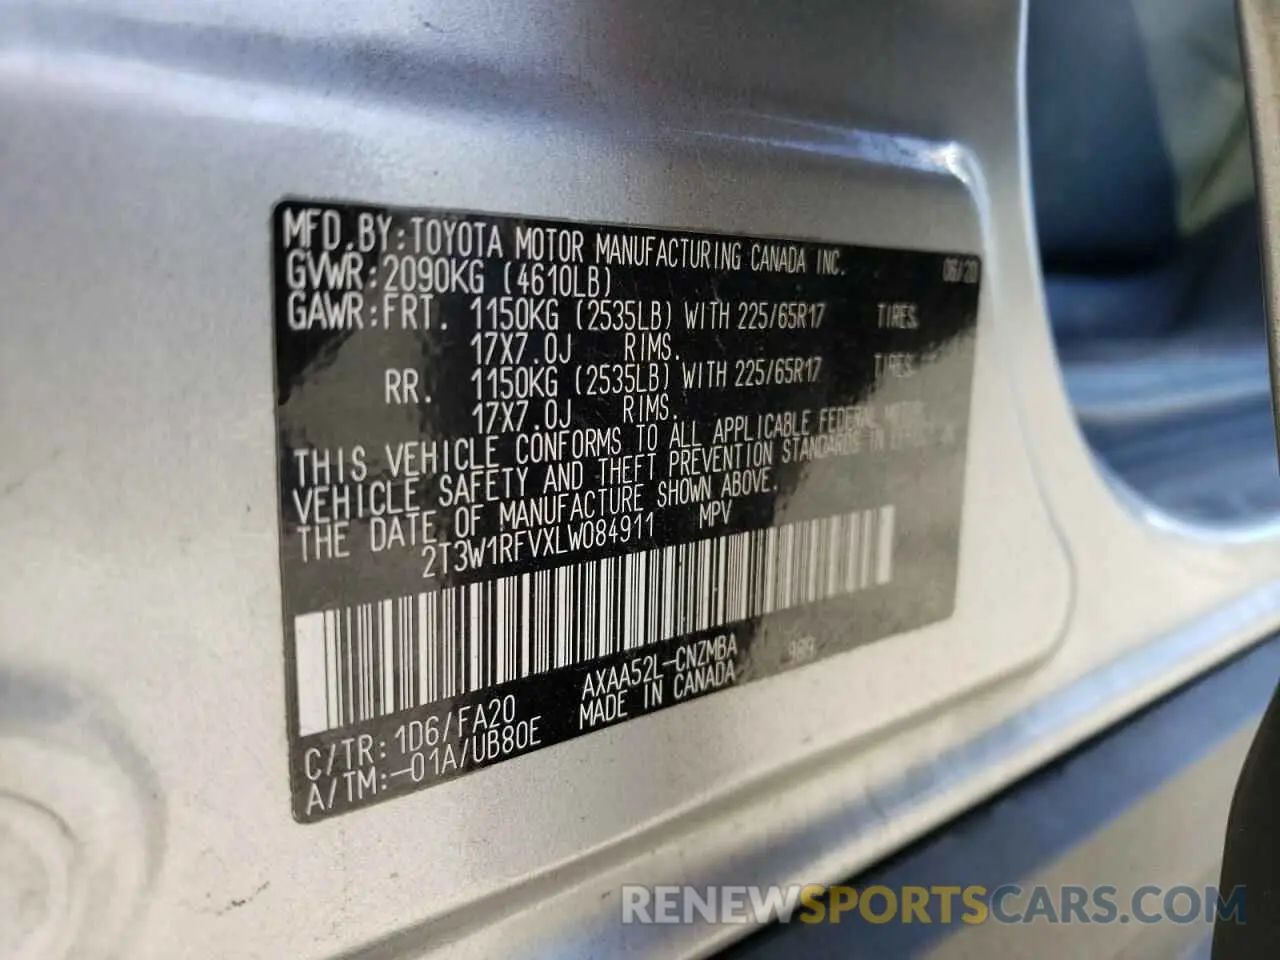 MFD.BY:TOYOTA MOTOR MANUFACTURING CANADA INC. 06/20
GVWR:2090KG (4610LB)
GAWR:FRT. 1150KG (2535LB) WITH 225/65R17 TIRES
17X7.0J RIMS.
RR. 1150KG (2535LB) WITH 225/65R17 TIRES
17X7.0J RIMS.
THIS VEHICLE CONFORMS TO ALL APPLICABLE FEDERAL MOTOR
VEHICLE SAFETY AND THEFT PREVENTION STANDARDS IN
THE DATE OF MANUFACTURE SHOWN ABOVE.
2T3W1RFVXLW084911 MPV
C/TR:1D6/FA20 AXAA52L-CNZMBA 989
A/TM:-01A/UB80E MADE IN CANADA
RENEWSPORTSCARS.COM